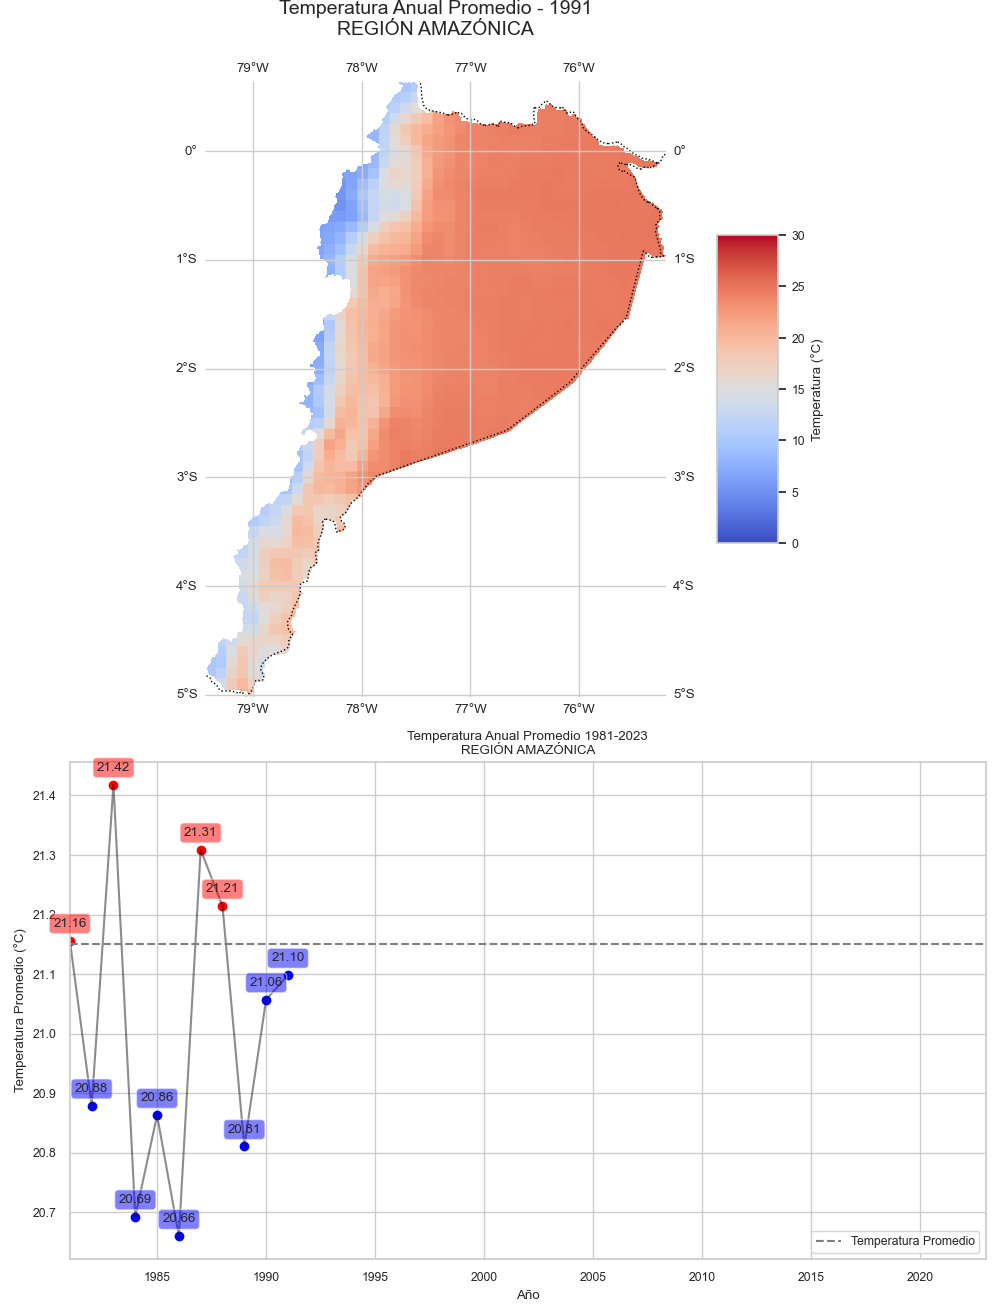 Temperatura Anual Promedio - 1991
REGIÓN AMAZÓNICA
79°W 78°W 77°W 76°W
0° 0°
1°S 1°S
2°S 2°S
3°S 3°S
4°S 4°S
5°S 5°S
79°W 78°W 77°W 76°W
30
25
20
15
10
5
0
Temperatura (°C)
Temperatura Anual Promedio 1981-2023
REGIÓN AMAZÓNICA
Temperatura Promedio (°C)
21.4
21.3
21.2
21.1
21.0
20.9
20.8
20.7
21.16
20.88
21.42
20.69
20.86
20.66
21.31
21.21
20.81
21.06
21.10
Temperatura Promedio
1985 1990 1995 2000 2005 2010 2015 2020
Año